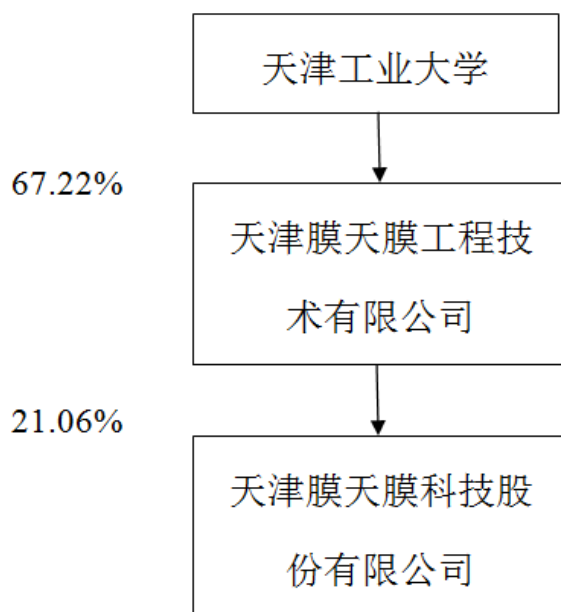 天津工业大学
67.22%
天津膜天膜工程技
术有限公司
21.06%
天津膜天膜科技股
份有限公司